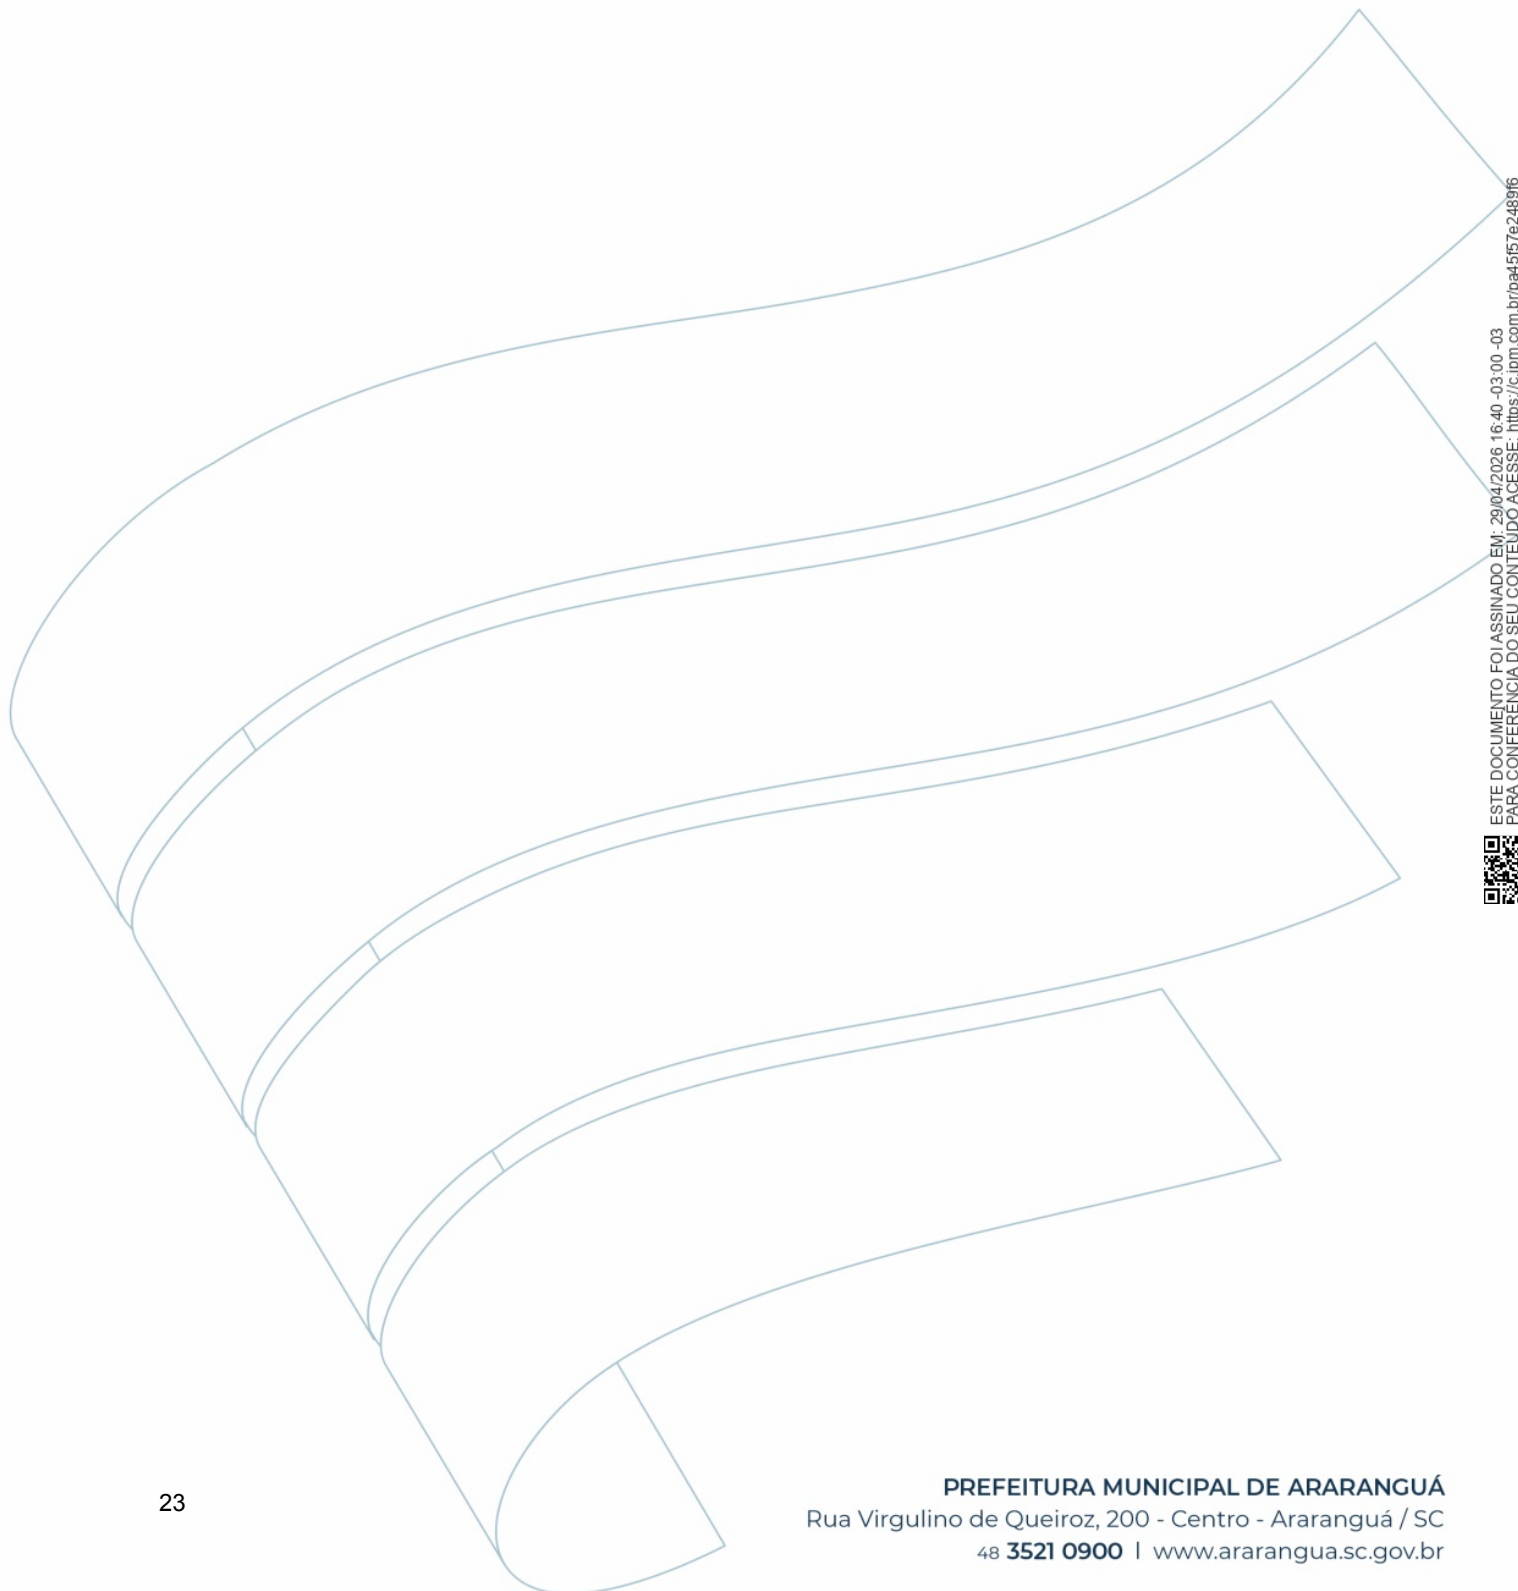 ESTE DOCUMENTO FOI ASSINADO EM: 29/04/2026 16:40 -03:00 -03
PARA CONFERÊNCIA DO SEU CONTEÚDO ACESSE: https://c.ipm.com.br/pa45f57e2489f6
23
PREFEITURA MUNICIPAL DE ARARANGUÁ
Rua Virgulino de Queiroz, 200 - Centro - Araranguá / SC
48 3521 0900 | www.ararangua.sc.gov.br